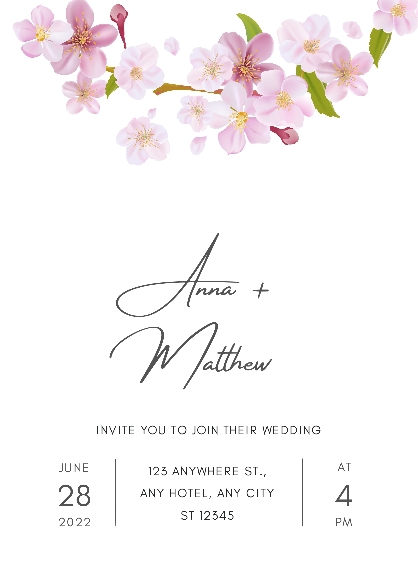 Anna +
Matthew
INVITE YOU TO JOIN THEIR WEDDING
JUNE
28
2022
123 ANYWHERE ST.,
ANY HOTEL, ANY CITY
ST 12345
AT
4
PM